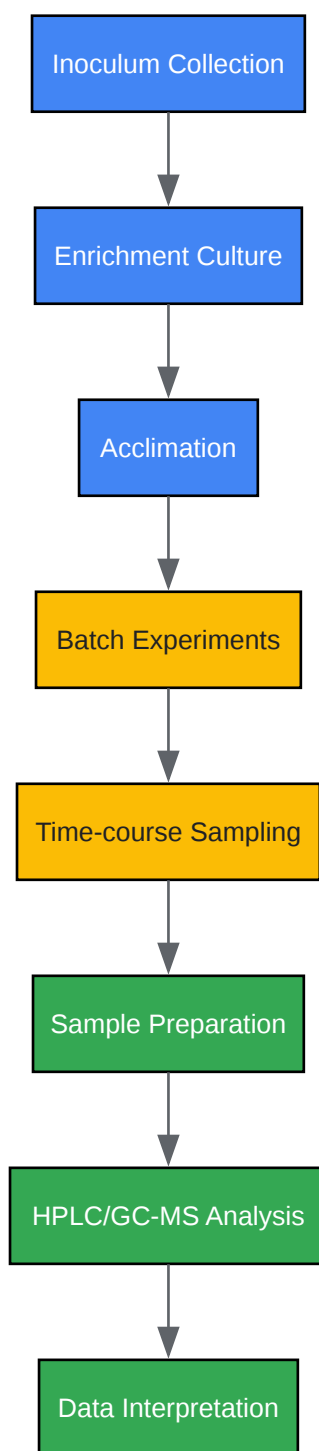 Inoculum Collection
Enrichment Culture
Acclimation
Batch Experiments
Time-course Sampling
Sample Preparation
HPLC/GC-MS Analysis
Data Interpretation